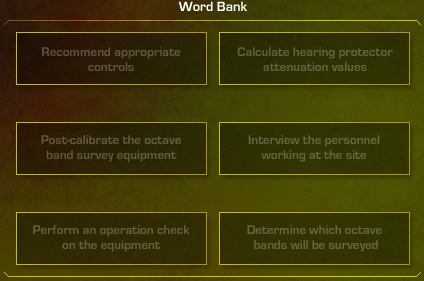 Word Bank
Recommend appropriate
controls
Calculate hearing protector
attenuation values
Post-calibrate the octave
band survey equipment
Interview the personnel
working at the site
Perform an operation check
on the equipment
Determine which octave
bands will be surveyed